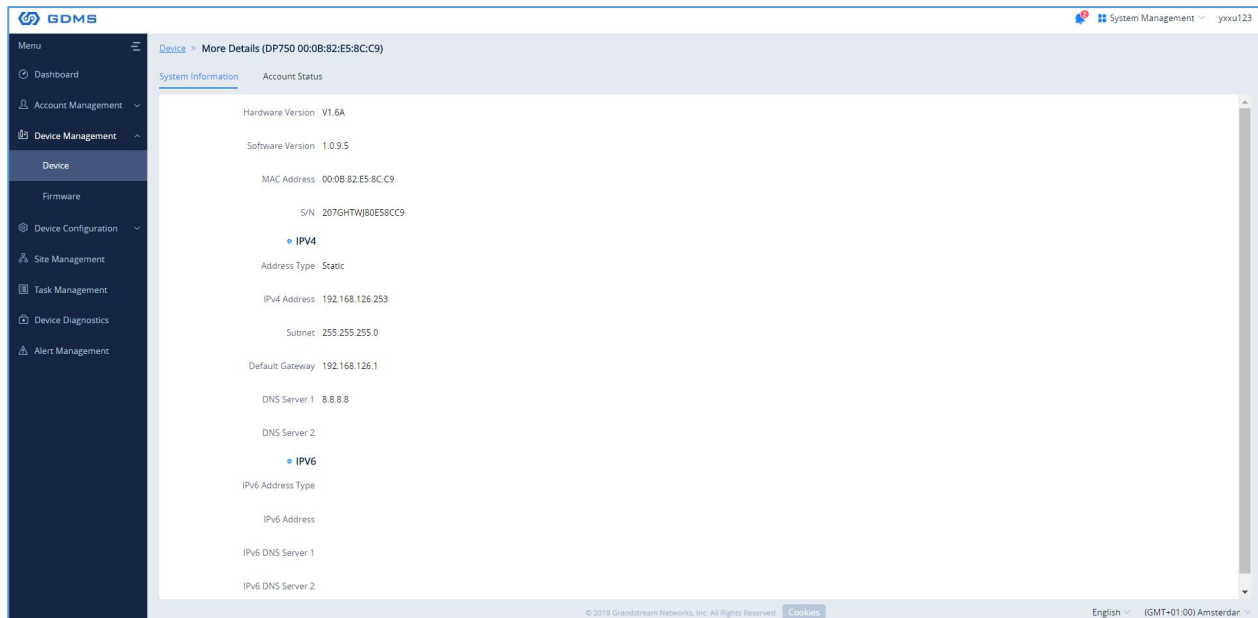 GDMS
2
System Management
yxxu123
Menu
Dashboard
Account Management
Device Management
Device
Firmware
Device Configuration
Site Management
Task Management
Device Diagnostics
Alert Management
Device > More Details (DP750 00:0B:82:E5:8C:C9)
System Information Account Status
Hardware Version V1.6A
Software Version 1.0.9.5
MAC Address 00:0B:82:E5:8C:C9
S/N 207GHTWJ80E58CC9
IPV4
Address Type Static
IPv4 Address 192.168.126.253
Subnet 255.255.255.0
Default Gateway 192.168.126.1
DNS Server 1 8.8.8.8
DNS Server 2
IPV6
IPv6 Address Type
IPv6 Address
IPv6 DNS Server 1
IPv6 DNS Server 2
© 2019 Grandstream Networks, Inc. All Rights Reserved. Cookies
English (GMT+01:00) Amsterdar